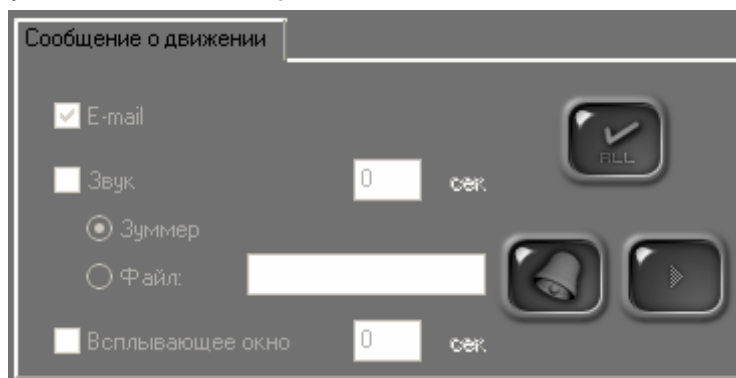 Сообщение о движении
E-mail
ALL
Звук 0 сек.
Зуммер
Файл:
Всплывающее окно 0 сек.